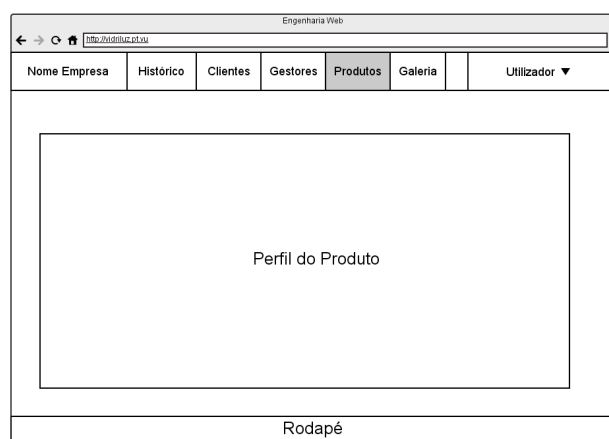 Engenharia Web
http://vidriluz.pt.vu
Nome Empresa Histórico Clientes Gestores Produtos Galeria Utilizador ▼
Perfil do Produto
Rodapé